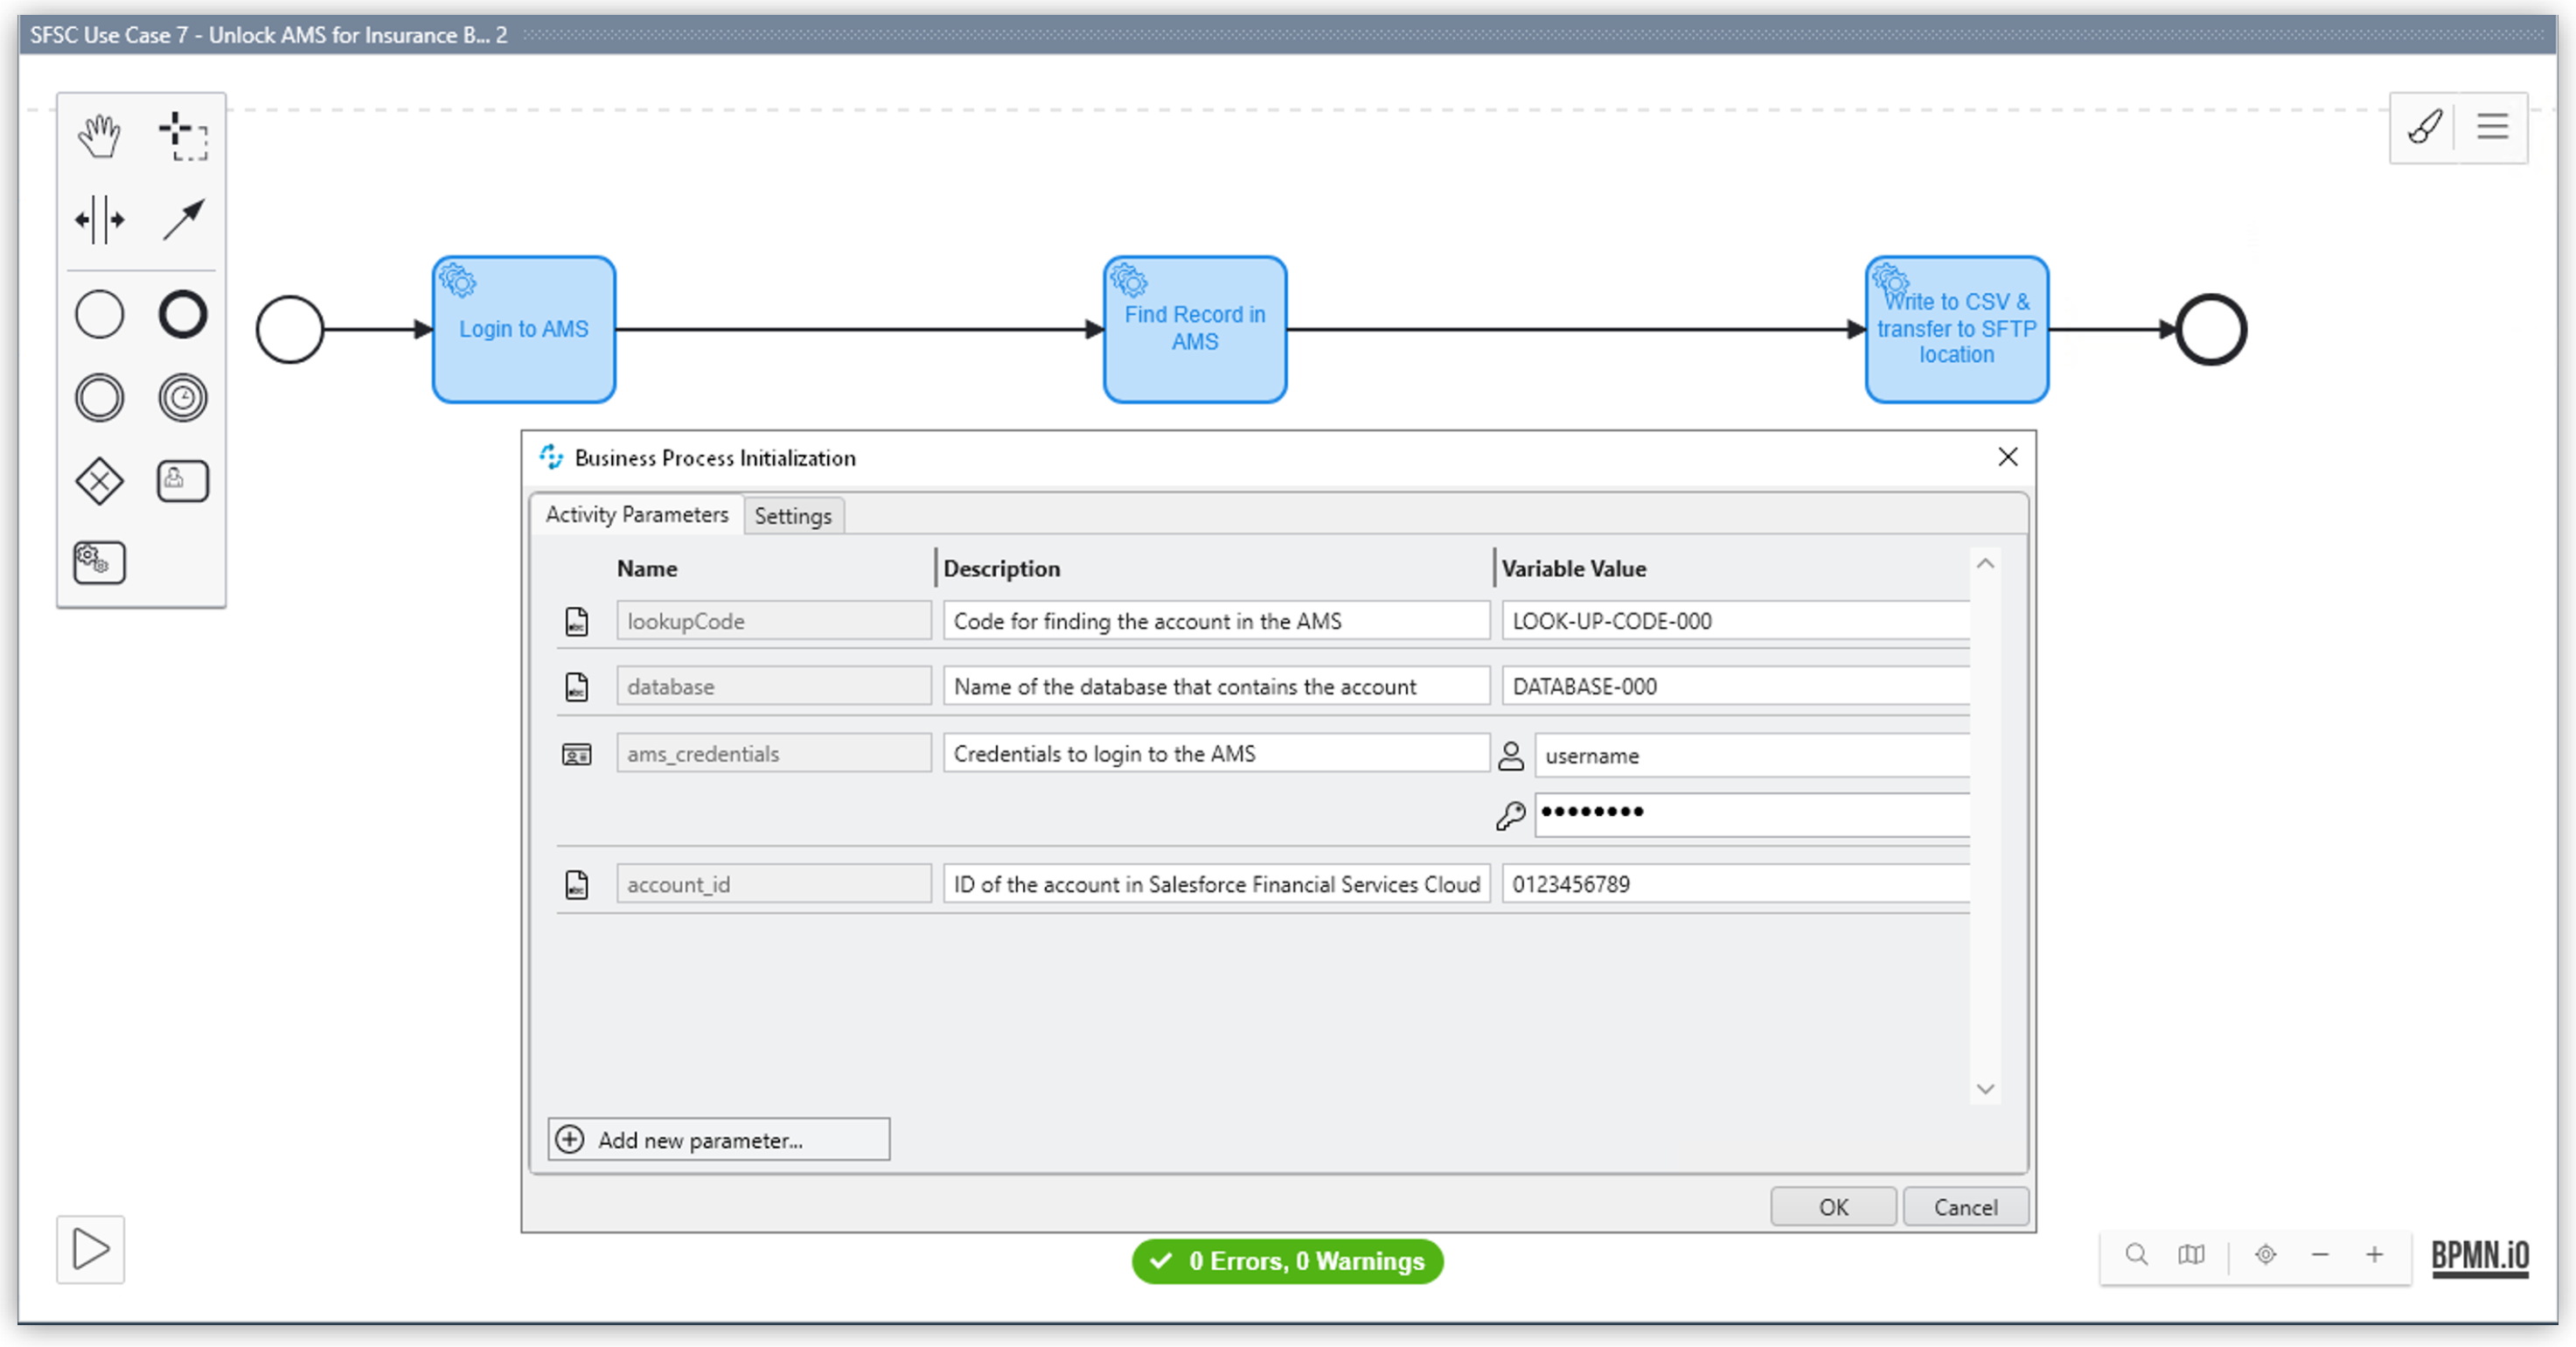 SFSC Use Case 7 - Unlock AMS for Insurance B... 2
Login to AMS
Find Record in
AMS
Write to CSV &
transfer to SFTP
location
Business Process Initialization
Activity Parameters Settings
Name Description Variable Value
lookupCode Code for finding the account in the AMS LOOK-UP-CODE-000
database Name of the database that contains the account DATABASE-000
ams_credentials Credentials to login to the AMS username
••••••••
account_id ID of the account in Salesforce Financial Services Cloud 0123456789
Add new parameter...
OK Cancel
0 Errors, 0 Warnings
BPMN.iO